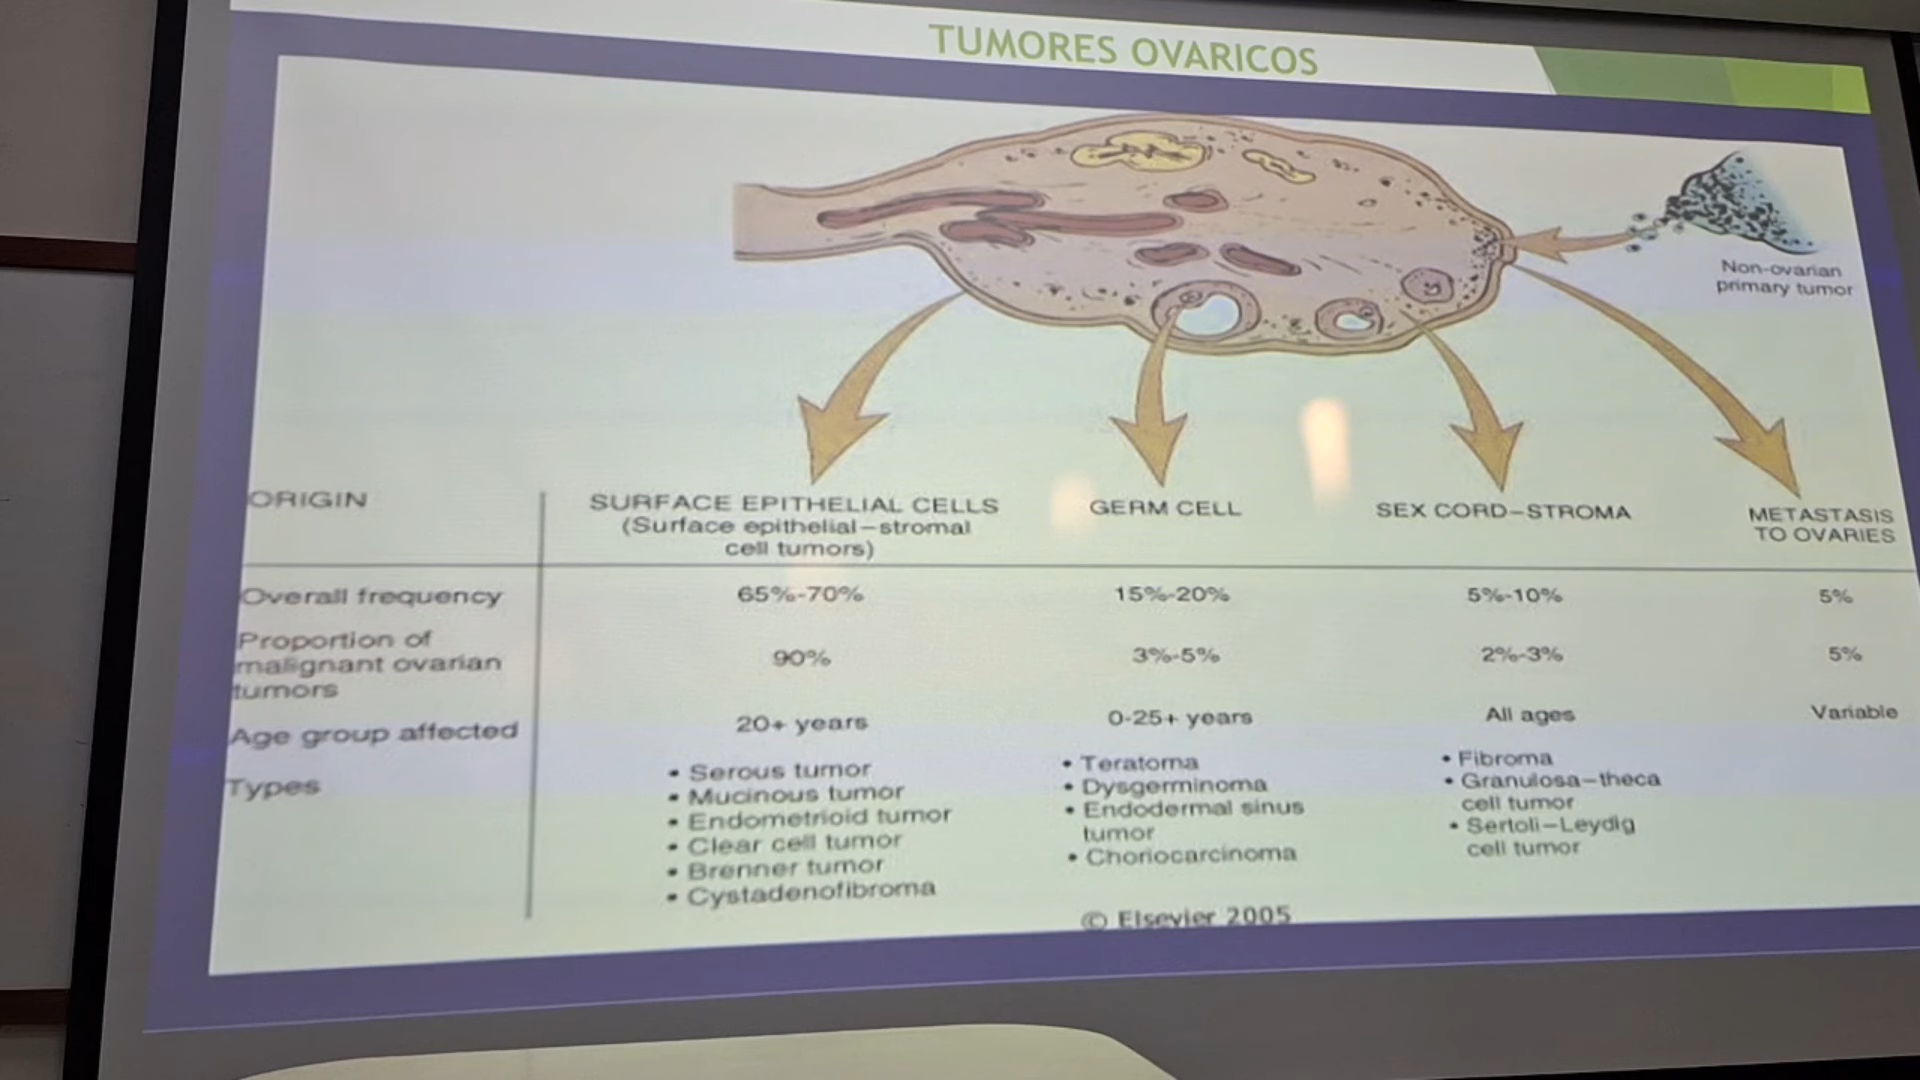 TUMORES OVARICOS
Non-ovarian
primary tumor
ORIGIN
SURFACE EPITHELIAL CELLS
(Surface epithelial–stromal
cell tumors)
GERM CELL
SEX CORD–STROMA
METASTASIS
TO OVARIES
Overall frequency
65%-70%
15%-20%
5%-10%
5%
Proportion of
malignant ovarian
tumors
90%
3%-5%
2%-3%
5%
Age group affected
20+ years
0-25+ years
All ages
Variable
Types
• Serous tumor
• Mucinous tumor
• Endometrioid tumor
• Clear cell tumor
• Brenner tumor
• Cystadenofibroma
• Teratoma
• Dysgerminoma
• Endodermal sinus
tumor
• Choriocarcinoma
• Fibroma
• Granulosa–theca
cell tumor
• Sertoli–Leydig
cell tumor
© Elsevier 2005